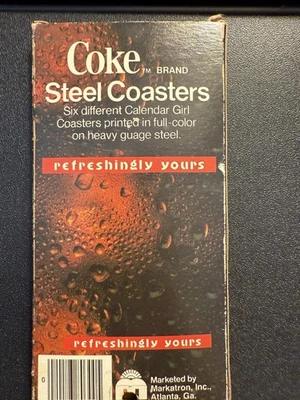 Coke TM BRAND
Steel Coasters
Six different Calendar Girl
Coasters printed in full-color
on heavy guage steel.
refreshingly yours
refreshingly yours
0
Marketed by
Markatron, Inc.,
Atlanta, Ga.